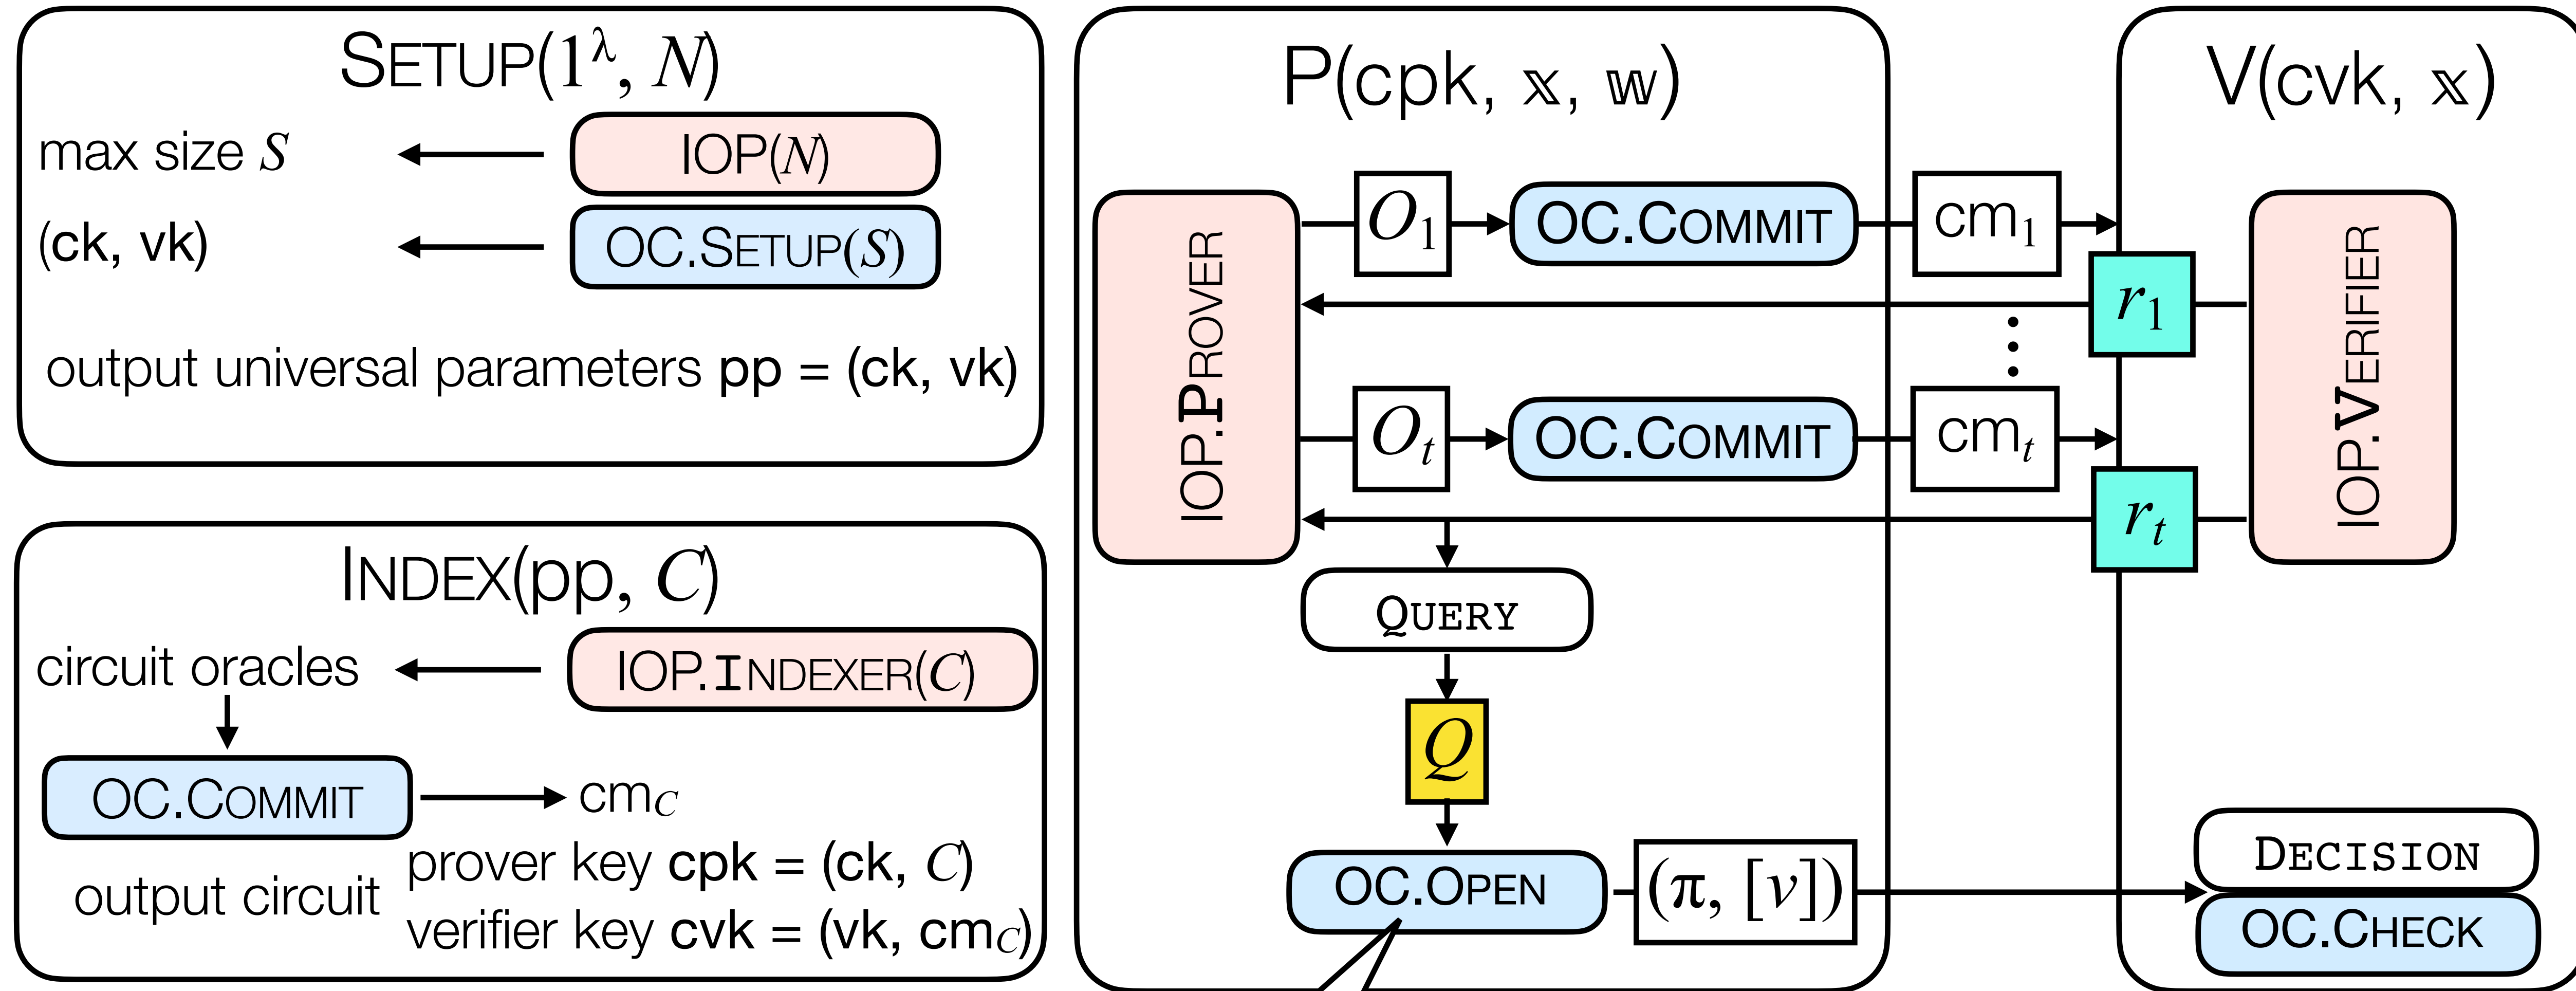 SETUP(1^λ, N)
max size S
IOP(N)
(ck, vk)
OC.SETUP(S)
output universal parameters pp = (ck, vk)
INDEX(pp, C)
circuit oracles
IOP.INDEXER(C)
OC.COMMIT
cm_C
output circuit
prover key cpk = (ck, C)
verifier key cvk = (vk, cm_C)
P(cpk, 𝕩, 𝕨)
IOP.PROVER
O_1
OC.COMMIT
cm_1
r_1
⋮
O_t
OC.COMMIT
cm_t
r_t
QUERY
Q
OC.OPEN
(π, [v])
V(cvk, 𝕩)
IOP.VERIFIER
DECISION
OC.CHECK